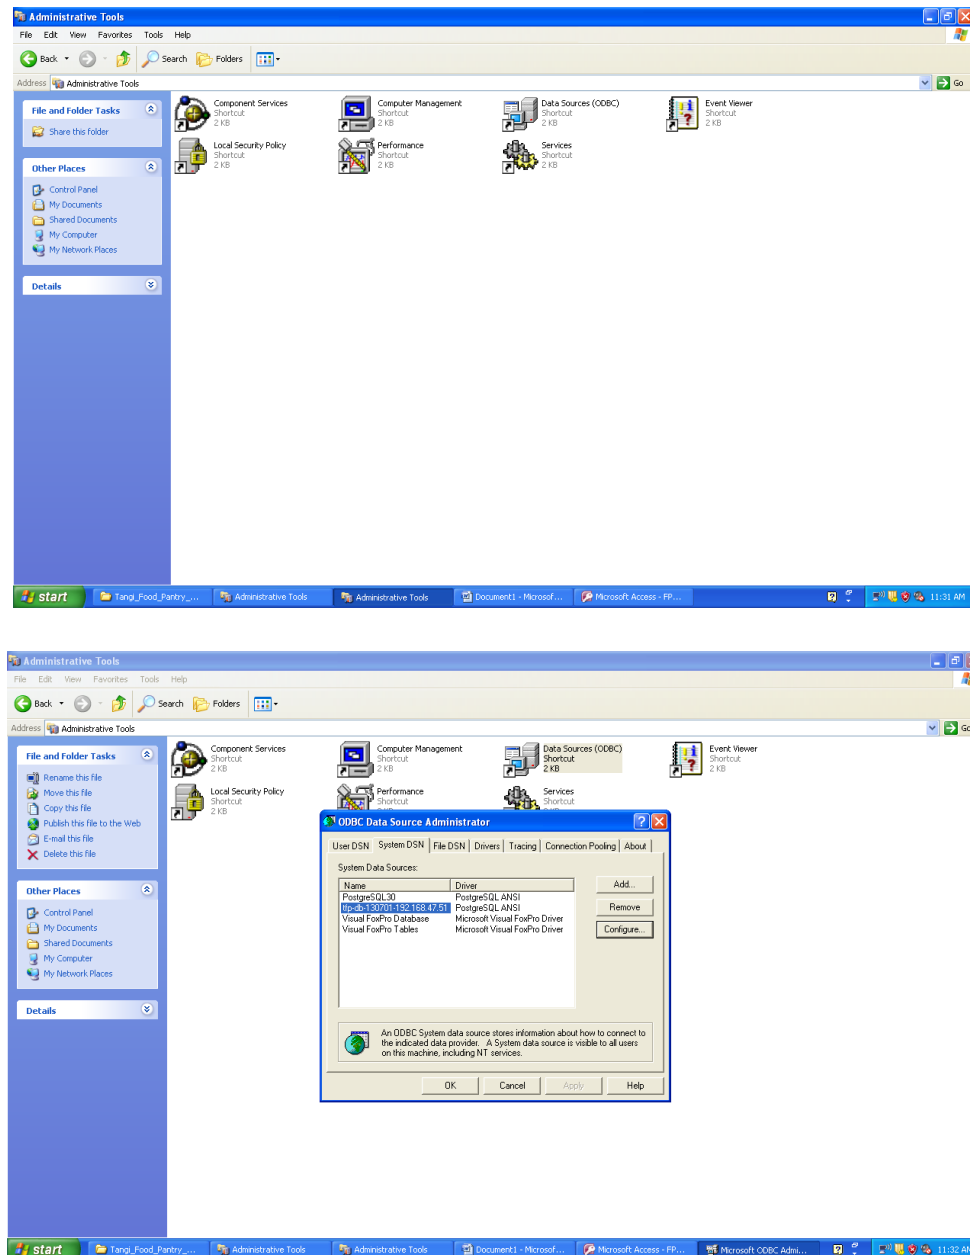 Administrative Tools
File Edit View Favorites Tools Help
Back Search Folders
Address Administrative Tools Go
File and Folder Tasks
Share this folder
Other Places
Control Panel
My Documents
Shared Documents
My Computer
My Network Places
Details
Component Services
Shortcut
2 KB
Computer Management
Shortcut
2 KB
Data Sources (ODBC)
Shortcut
2 KB
Event Viewer
Shortcut
2 KB
Local Security Policy
Shortcut
2 KB
Performance
Shortcut
2 KB
Services
Shortcut
2 KB
start Tangi_Food_Pantry_... Administrative Tools Administrative Tools Document1 - Microsof... Microsoft Access - FP... 11:31 AM
Administrative Tools
File Edit View Favorites Tools Help
Back Search Folders
Address Administrative Tools Go
File and Folder Tasks
Rename this file
Move this file
Copy this file
Publish this file to the Web
E-mail this file
Delete this file
Other Places
Control Panel
My Documents
Shared Documents
My Computer
My Network Places
Details
Component Services
Shortcut
2 KB
Computer Management
Shortcut
2 KB
Data Sources (ODBC)
Shortcut
2 KB
Event Viewer
Shortcut
2 KB
Local Security Policy
Shortcut
2 KB
Performance
Shortcut
Services
Shortcut
ODBC Data Source Administrator
User DSN System DSN File DSN Drivers Tracing Connection Pooling About
System Data Sources:
Name Driver
PostgreSQL30 PostgreSQL ANSI
tfp-db-130701-192.168.47.51 PostgreSQL ANSI
Visual FoxPro Database Microsoft Visual FoxPro Driver
Visual FoxPro Tables Microsoft Visual FoxPro Driver
Add...
Remove
Configure...
An ODBC System data source stores information about how to connect to
the indicated data provider. A System data source is visible to all users
on this machine, including NT services.
OK Cancel Apply Help
start Tangi_Food_Pantry_... Administrative Tools Administrative Tools Document1 - Microsof... Microsoft Access - FP... Microsoft ODBC Admi... 11:32 AM